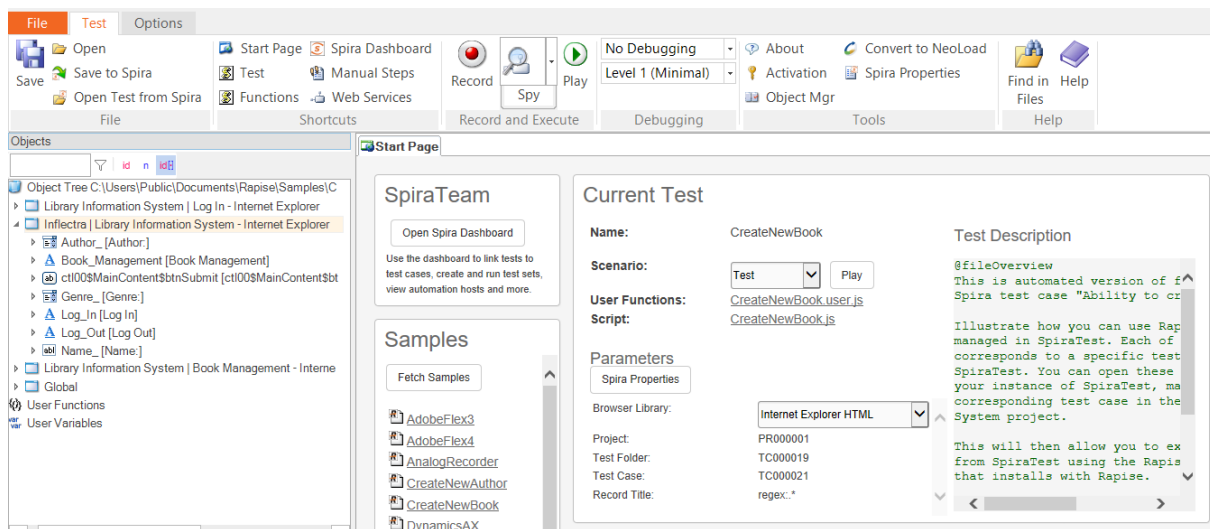 File Test Options
Save
Open
Save to Spira
Open Test from Spira
File
Start Page
Spira Dashboard
Test
Manual Steps
Functions
Web Services
Shortcuts
Record
Spy
Play
Record and Execute
No Debugging
Level 1 (Minimal)
Debugging
About
Convert to NeoLoad
Activation
Spira Properties
Object Mgr
Tools
Find in
Files
Help
Help
Objects
id n id
Object Tree C:\Users\Public\Documents\Rapise\Samples\C
Library Information System | Log In - Internet Explorer
Inflectra | Library Information System - Internet Explorer
Author_ [Author:]
A Book_Management [Book Management]
ab ctl00$MainContent$btnSubmit [ctl00$MainContent$bt
Genre_ [Genre:]
A Log_In [Log In]
A Log_Out [Log Out]
abl Name_ [Name:]
Library Information System | Book Management - Interne
Global
User Functions
var User Variables
Start Page
SpiraTeam
Open Spira Dashboard
Use the dashboard to link tests to
test cases, create and run test sets,
view automation hosts and more.
Samples
Fetch Samples
AdobeFlex3
AdobeFlex4
AnalogRecorder
CreateNewAuthor
CreateNewBook
DynamicsAX
Current Test
Name: CreateNewBook
Scenario: Test Play
User Functions: CreateNewBook.user.js
Script: CreateNewBook.js
Parameters
Spira Properties
Browser Library: Internet Explorer HTML
Project: PR000001
Test Folder: TC000019
Test Case: TC000021
Record Title: regex:.*
Test Description
@fileOverview
This is automated version of f
Spira test case "Ability to cr
Illustrate how you can use Rap
managed in SpiraTest. Each of
corresponds to a specific test
SpiraTest. You can open these
your instance of SpiraTest, ma
corresponding test case in the
System project.
This will then allow you to ex
from SpiraTest using the Rapis
that installs with Rapise.